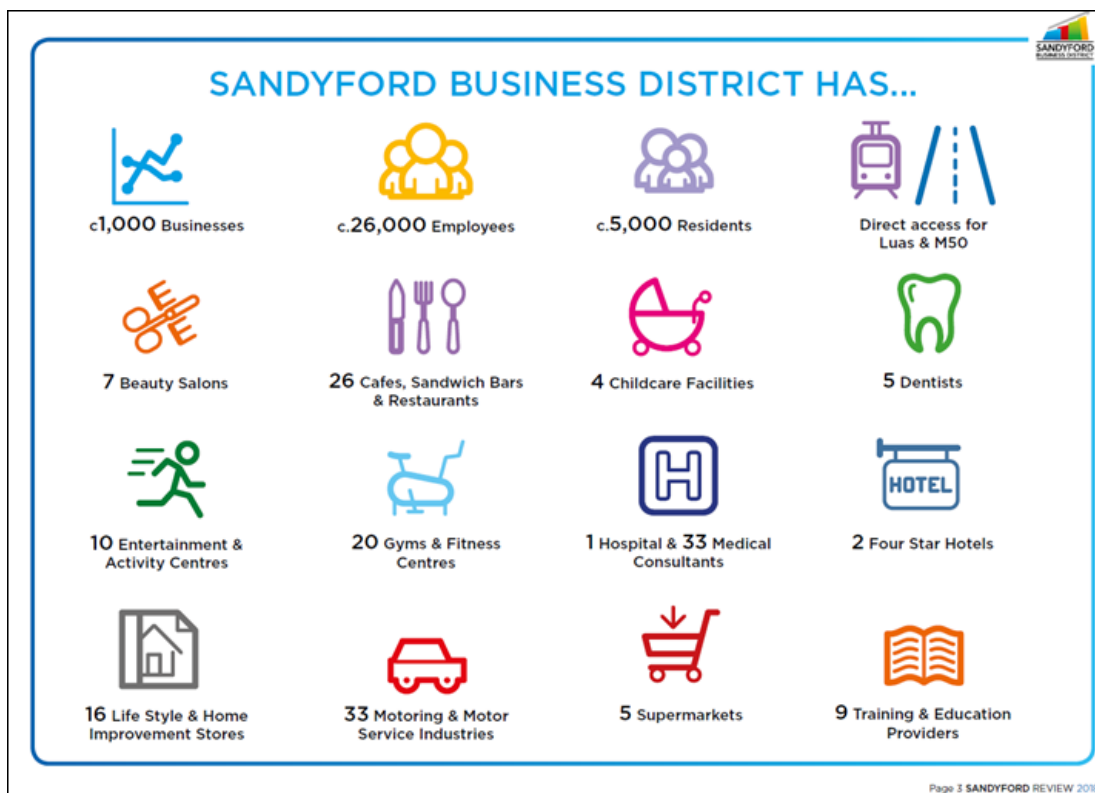 SANDYFORD
BUSINESS DISTRICT
SANDYFORD BUSINESS DISTRICT HAS...
c1,000 Businesses
c.26,000 Employees
c.5,000 Residents
Direct access for
Luas & M50
7 Beauty Salons
26 Cafes, Sandwich Bars
& Restaurants
4 Childcare Facilities
5 Dentists
10 Entertainment &
Activity Centres
20 Gyms & Fitness
Centres
H
1 Hospital & 33 Medical
Consultants
HOTEL
2 Four Star Hotels
16 Life Style & Home
Improvement Stores
33 Motoring & Motor
Service Industries
5 Supermarkets
9 Training & Education
Providers
Page 3 SANDYFORD REVIEW